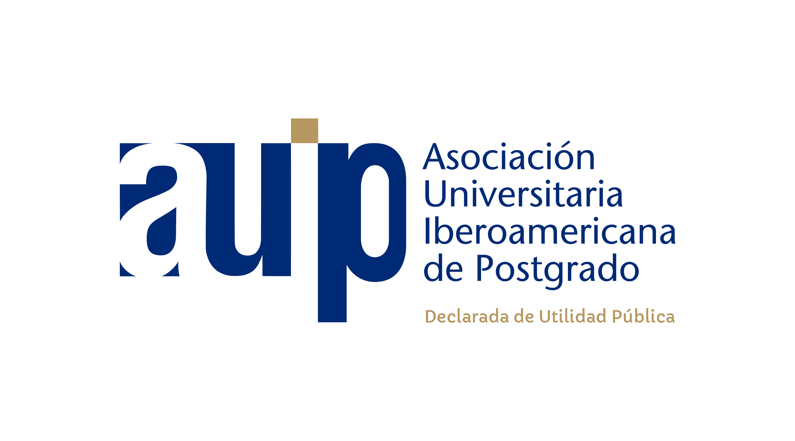 auip
Asociación
Universitaria
Iberoamericana
de Postgrado
Declarada de Utilidad Pública